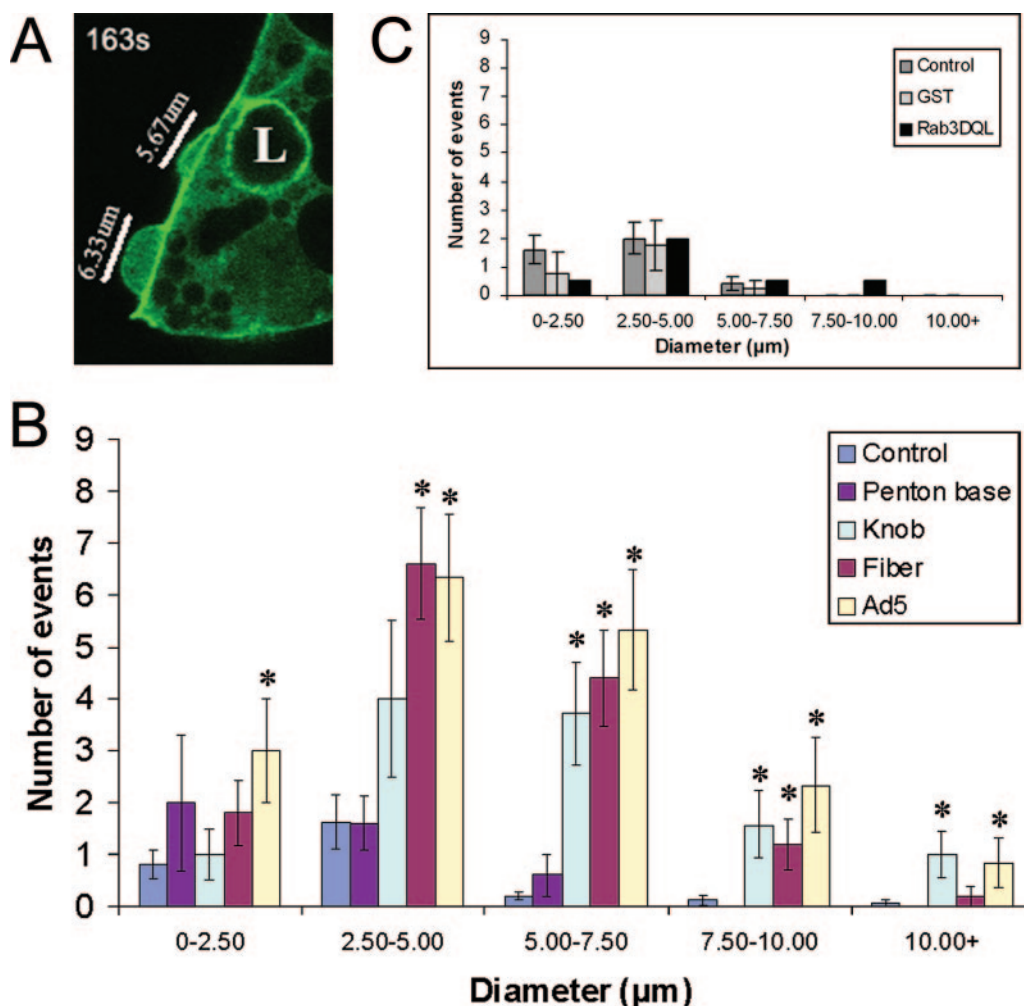 A
163s
5.67um
6.33um
L
C
Number of events
9
8
7
6
5
4
3
2
1
0
Control
GST
Rab3DQL
0-2.50
2.50-5.00
5.00-7.50
7.50-10.00
10.00+
Diameter (µm)
B
Number of events
9
8
7
6
5
4
3
2
1
0
Control
Penton base
Knob
Fiber
Ad5
*
*
*
*
*
*
*
*
*
*
*
0-2.50
2.50-5.00
5.00-7.50
7.50-10.00
10.00+
Diameter (µm)